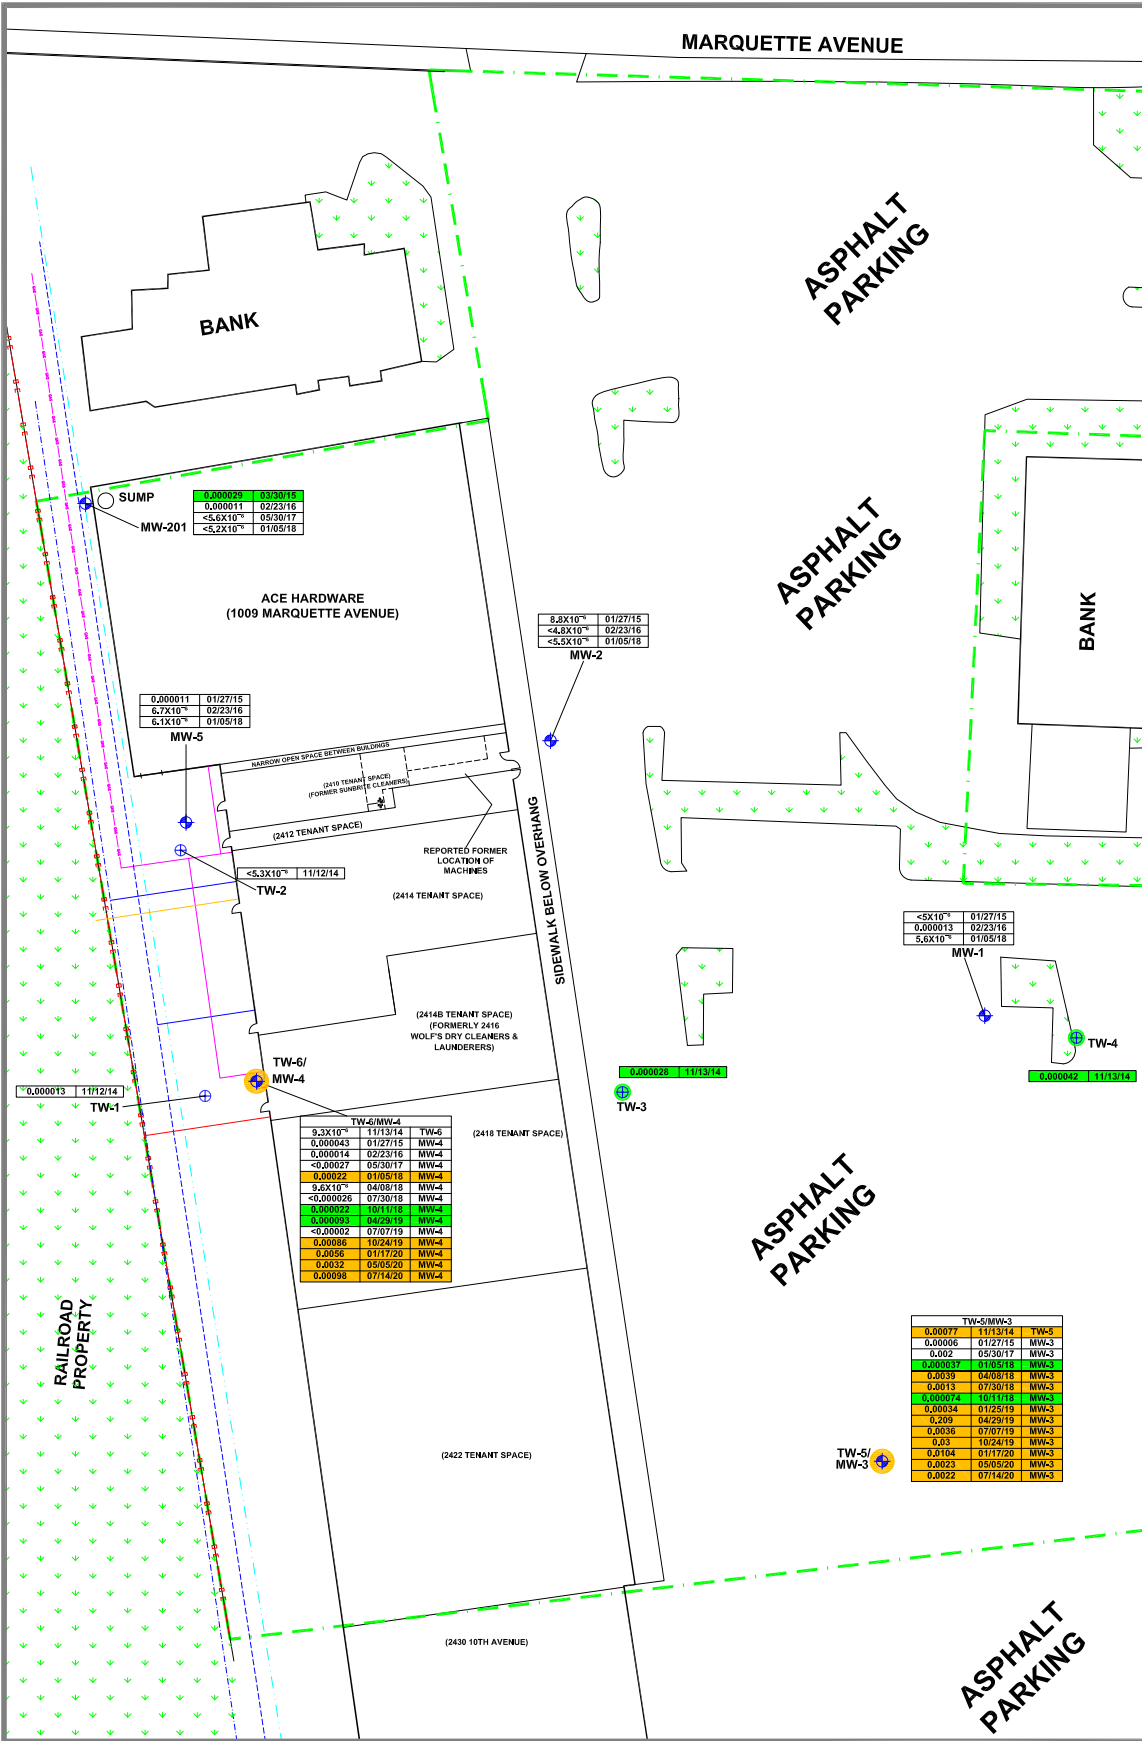 MARQUETTE AVENUE
ASPHALT
PARKING
BANK
SUMP
MW-201
0.000029 03/30/15
0.000011 02/23/16
<5.6X10⁻⁶ 05/30/17
<5.2X10⁻⁶ 01/05/18
ASPHALT
PARKING
ACE HARDWARE
(1009 MARQUETTE AVENUE)
BANK
8.8X10⁻⁶ 01/27/15
<4.8X10⁻⁶ 02/23/16
<5.5X10⁻⁶ 01/05/18
MW-2
0.000011 01/27/15
6.7X10⁻⁶ 02/23/16
6.1X10⁻⁶ 01/05/18
MW-5
NARROW OPEN SPACE BETWEEN BUILDINGS
(2410 TENANT SPACE)
(FORMER SUNBRITE CLEANERS)
(2412 TENANT SPACE)
REPORTED FORMER
LOCATION OF
MACHINES
<5.3X10⁻⁶ 11/12/14
TW-2
(2414 TENANT SPACE)
SIDEWALK BELOW OVERHANG
<5X10⁻⁶ 01/27/15
0.000013 02/23/16
5.6X10⁻⁶ 01/05/18
MW-1
(2414B TENANT SPACE)
(FORMERLY 2416
WOLF'S DRY CLEANERS &
LAUNDERERS)
TW-4
0.000042 11/13/14
TW-6/
MW-4
0.000028 11/13/14
TW-3
0.000013 11/12/14
TW-1
TW-6/MW-4
9.3X10⁻⁶ 11/13/14 TW-6
0.000043 01/27/15 MW-4
0.000014 02/23/16 MW-4
<0.00027 05/30/17 MW-4
0.00022 01/05/18 MW-4
9.6X10⁻⁶ 04/08/18 MW-4
<0.000026 07/30/18 MW-4
0.000022 10/11/18 MW-4
0.000093 04/29/19 MW-4
<0.00002 07/07/19 MW-4
0.00086 10/24/19 MW-4
0.0056 01/17/20 MW-4
0.0032 05/05/20 MW-4
0.00098 07/14/20 MW-4
(2418 TENANT SPACE)
ASPHALT
PARKING
RAILROAD
PROPERTY
TW-5/MW-3
0.00077 11/13/14 TW-5
0.00006 01/27/15 MW-3
0.002 05/30/17 MW-3
0.000037 01/05/18 MW-3
0.0039 04/08/18 MW-3
0.0013 07/30/18 MW-3
0.000074 10/11/18 MW-3
0.00034 01/25/19 MW-3
0.209 04/29/19 MW-3
0.0036 07/07/19 MW-3
0.03 10/24/19 MW-3
0.0104 01/17/20 MW-3
0.0023 05/05/20 MW-3
0.0022 07/14/20 MW-3
TW-5/
MW-3
(2422 TENANT SPACE)
(2430 10TH AVENUE)
ASPHALT
PARKING